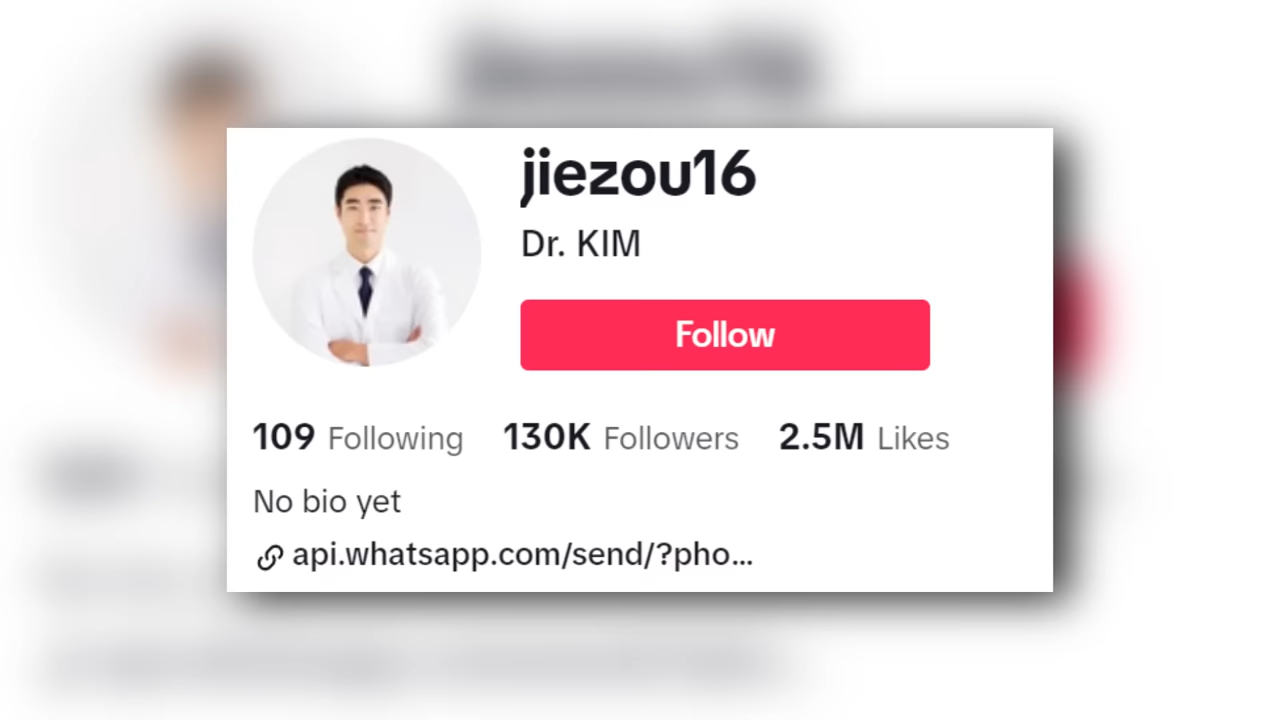 jiezou16
Dr. KIM
Follow
109 Following 130K Followers 2.5M Likes
No bio yet
api.whatsapp.com/send/?pho...